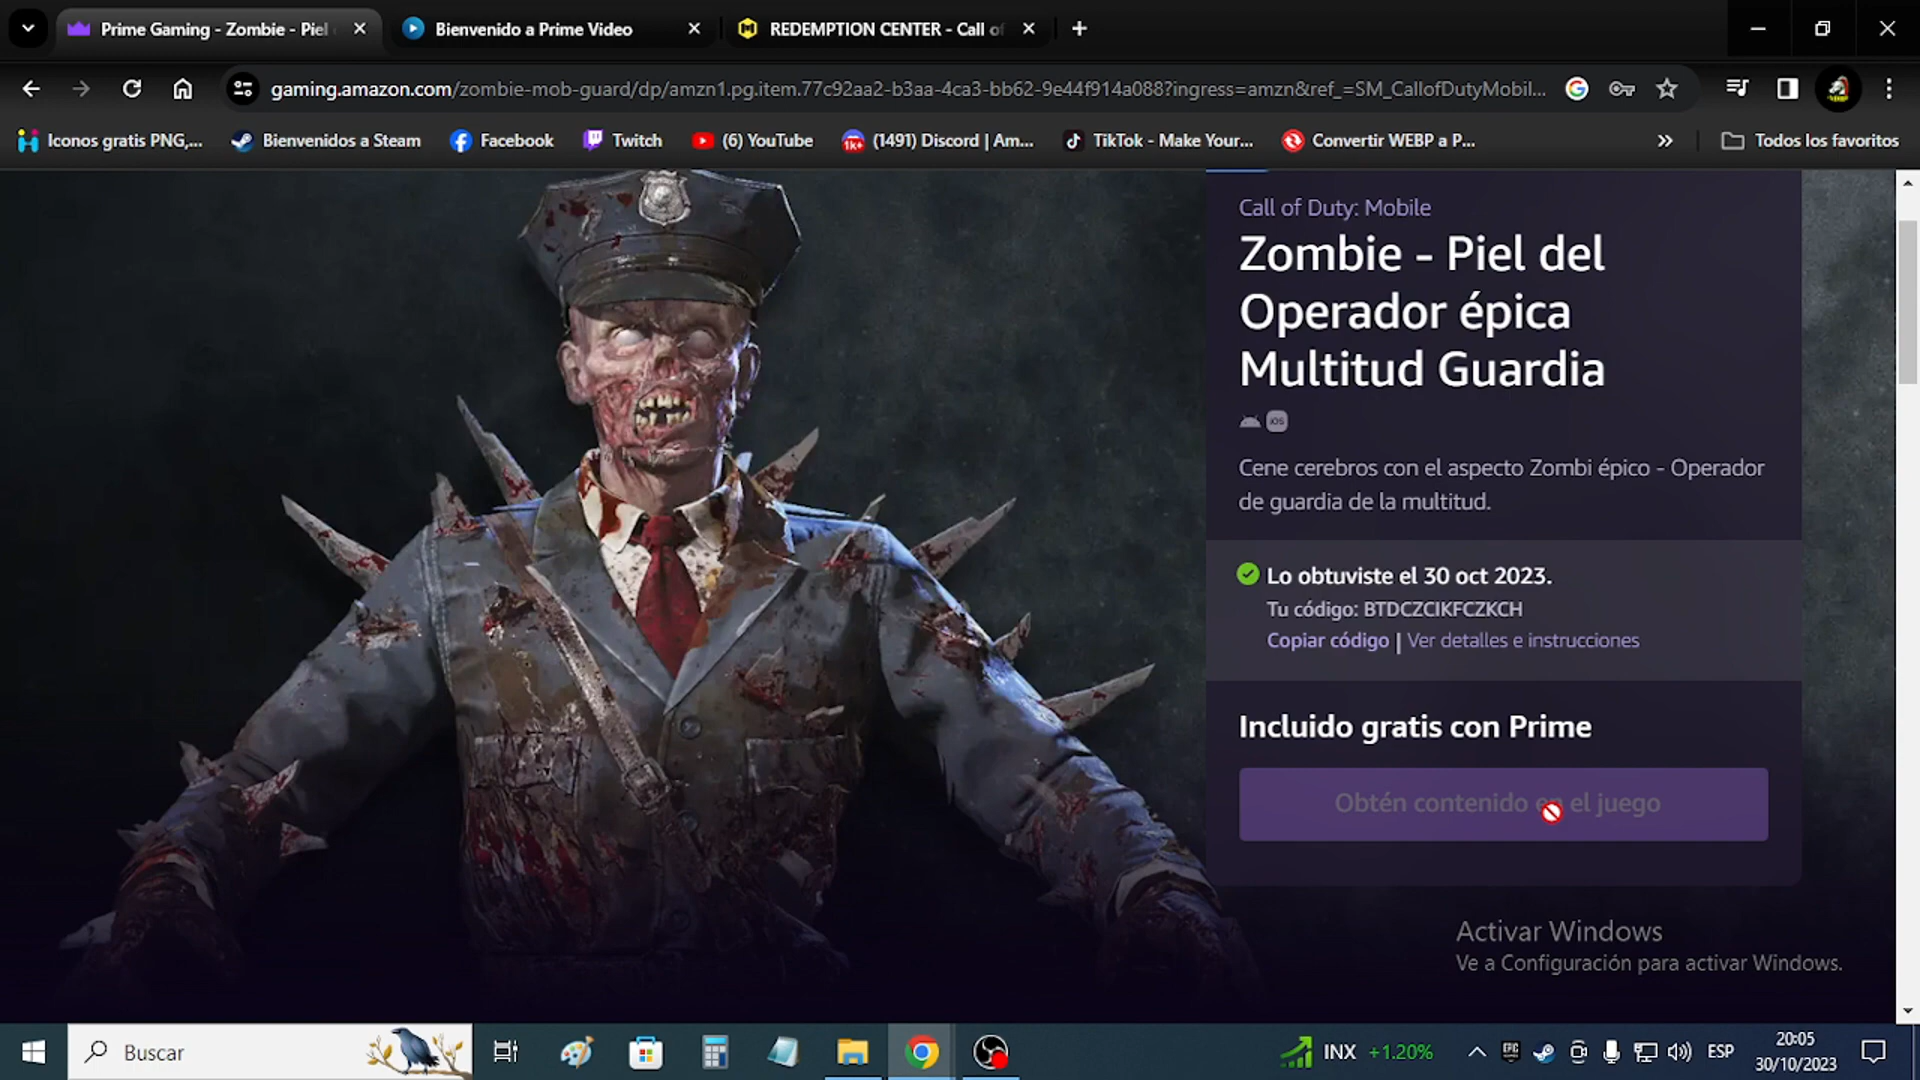 Prime Gaming - Zombie - Piel
Bienvenido a Prime Video
REDEMPTION CENTER - Call of
gaming.amazon.com/zombie-mob-guard/dp/amzn1.pg.item.77c92aa2-b3aa-4ca3-bb62-9e44f914a088?ingress=amzn&ref_=SM_CallofDutyMobil...
Iconos gratis PNG,...
Bienvenidos a Steam
Facebook
Twitch
(6) YouTube
1k+
(1491) Discord | Am...
TikTok - Make Your...
Convertir WEBP a P...
»
Todos los favoritos
Call of Duty: Mobile
Zombie - Piel del
Operador épica
Multitud Guardia
iOS
Cene cerebros con el aspecto Zombi épico - Operador
de guardia de la multitud.
Lo obtuviste el 30 oct 2023.
Tu código: BTDCZCIKFCZKCH
Copiar código | Ver detalles e instrucciones
Incluido gratis con Prime
Obtén contenido en el juego
Activar Windows
Ve a Configuración para activar Windows.
Buscar
INX +1.20%
EPIC
ESP
20:05
30/10/2023